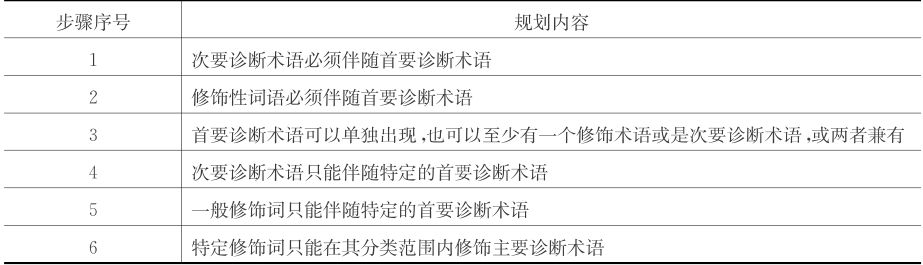 步骤序号 规划内容
1 次要诊断术语必须伴随首要诊断术语
2 修饰性词语必须伴随首要诊断术语
3 首要诊断术语可以单独出现,也可以至少有一个修饰术语或是次要诊断术语,或两者兼有
4 次要诊断术语只能伴随特定的首要诊断术语
5 一般修饰词只能伴随特定的首要诊断术语
6 特定修饰词只能在其分类范围内修饰主要诊断术语